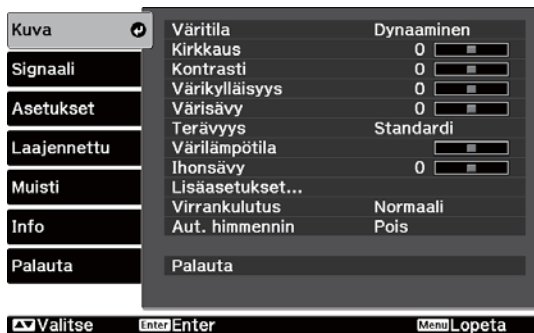 Kuva
Signaali
Asetukset
Laajennettu
Muisti
Info
Palauta
Väritila Dynaaminen
Kirkkaus 0
Kontrasti 0
Värikylläisyys 0
Värisävy 0
Terävyys Standardi
Värilämpötila
Ihonsävy 0
Lisäasetukset...
Virrankulutus Normaali
Aut. himmennin Pois
Palauta
Valitse Enter Enter Menu Lopeta